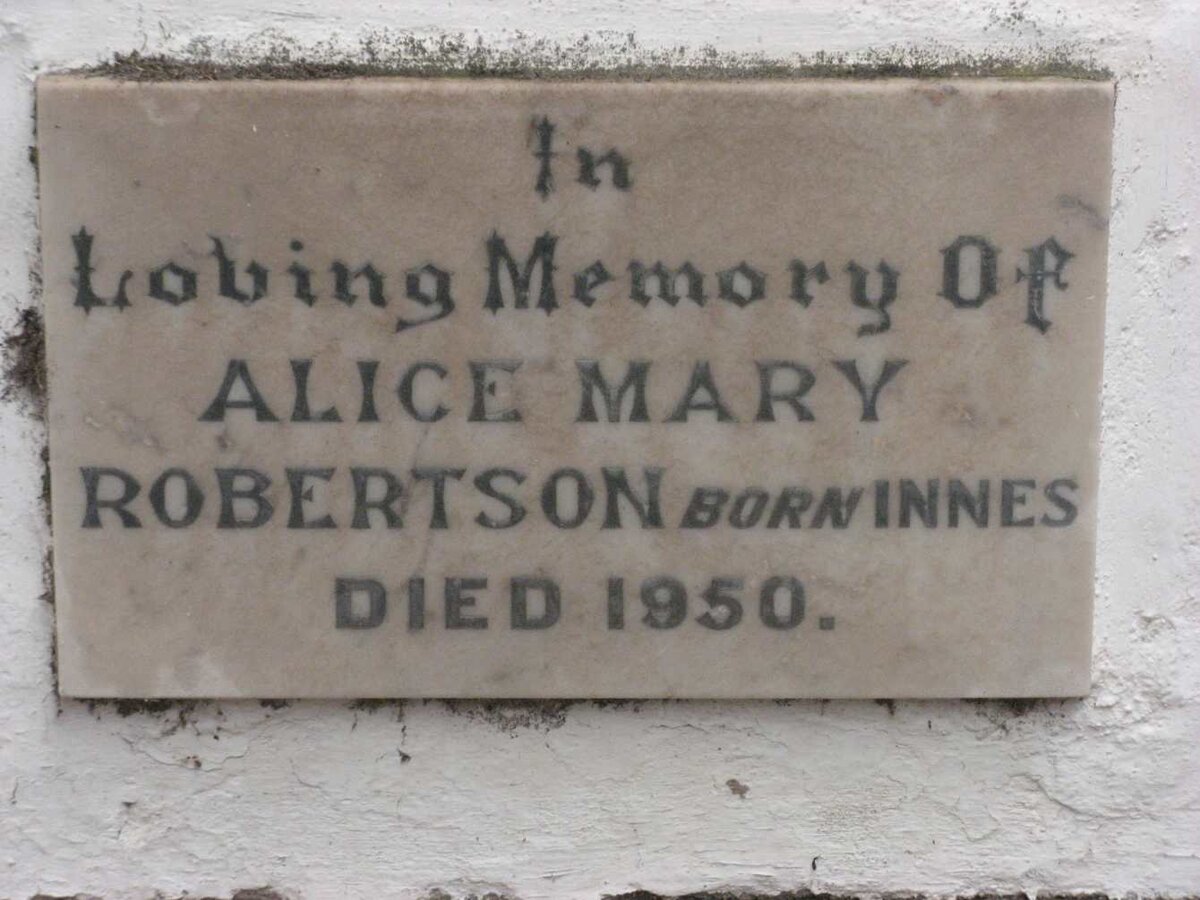 In
Loving Memory Of
ALICE MARY
ROBERTSON BORN INNES
DIED 1950.